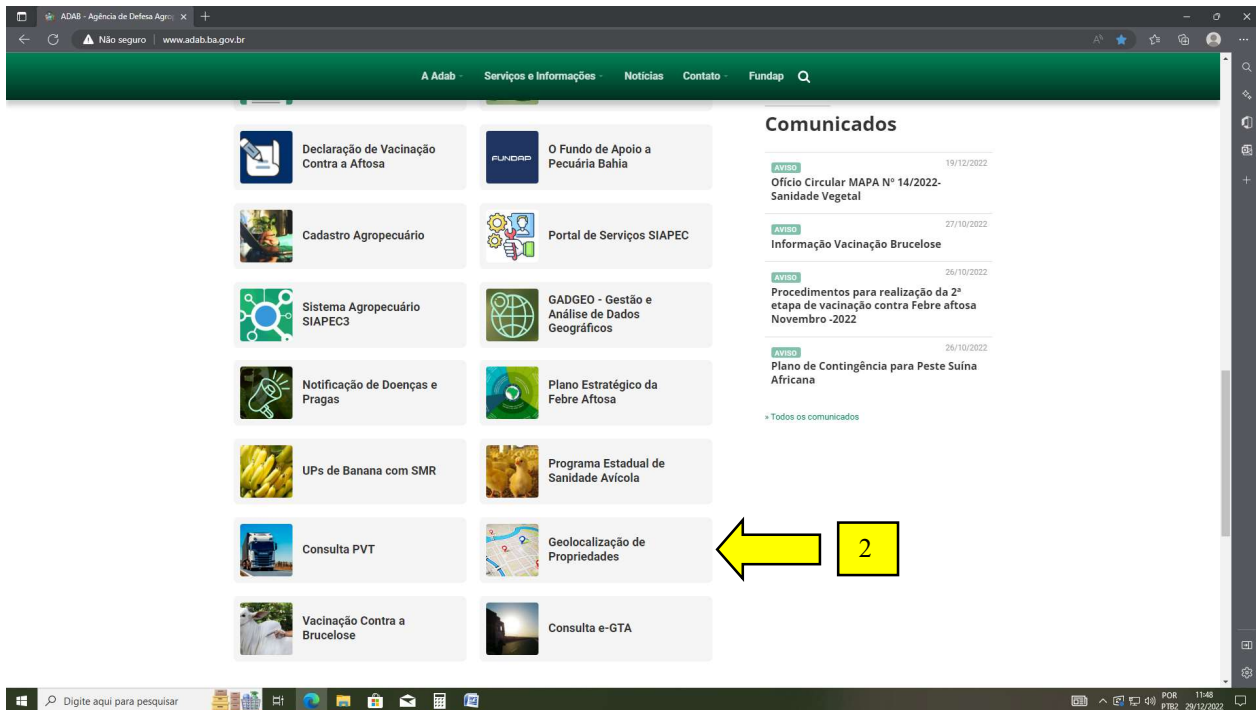 ADAB - Agência de Defesa Agrop
Não seguro
www.adab.ba.gov.br
A Adab
Serviços e Informações
Notícias
Contato
Fundap
Declaração de Vacinação
Contra a Aftosa
FUNDAP
O Fundo de Apoio a
Pecuária Bahia
Cadastro Agropecuário
Portal de Serviços SIAPEC
Sistema Agropecuário
SIAPEC3
GADGEO - Gestão e
Análise de Dados
Geográficos
Notificação de Doenças e
Pragas
Plano Estratégico da
Febre Aftosa
UPs de Banana com SMR
Programa Estadual de
Sanidade Avícola
Consulta PVT
Geolocalização de
Propriedades
2
Vacinação Contra a
Brucelose
Consulta e-GTA
Comunicados
AVISO
19/12/2022
Ofício Circular MAPA Nº 14/2022-
Sanidade Vegetal
AVISO
27/10/2022
Informação Vacinação Brucelose
AVISO
26/10/2022
Procedimentos para realização da 2ª
etapa de vacinação contra Febre aftosa
Novembro -2022
AVISO
26/10/2022
Plano de Contingência para Peste Suína
Africana
» Todos os comunicados
Digite aqui para pesquisar
POR
PTB2
11:48
29/12/2022